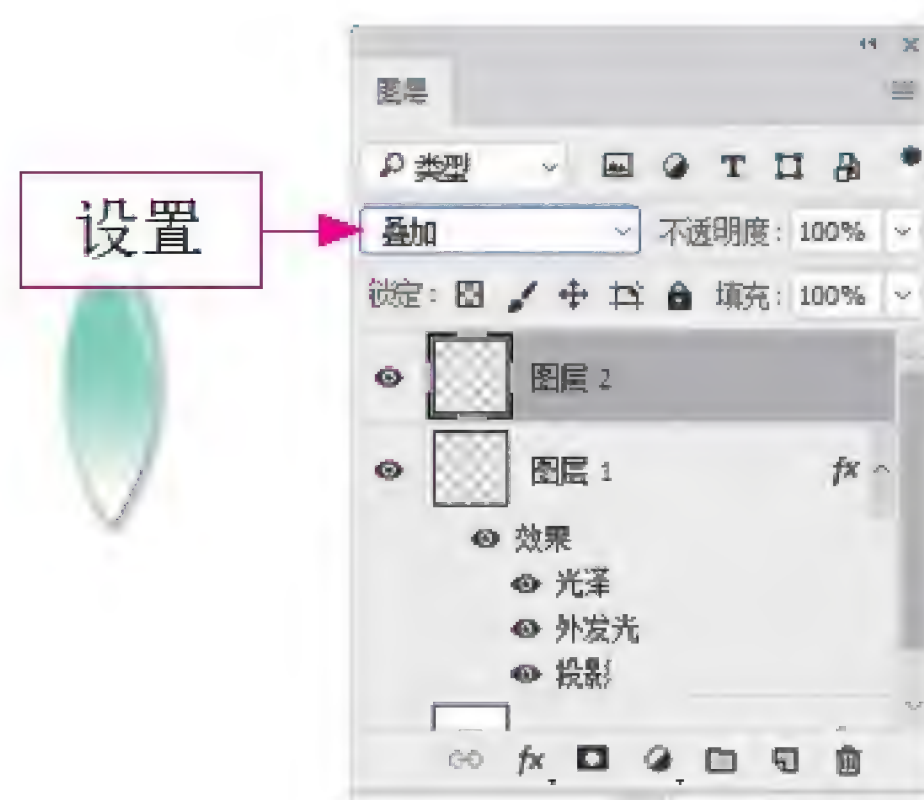 图层
类型
设置
叠加 不透明度: 100%
锁定: 填充: 100%
图层 2
图层 1 fx
效果
光泽
外发光
投影
fx